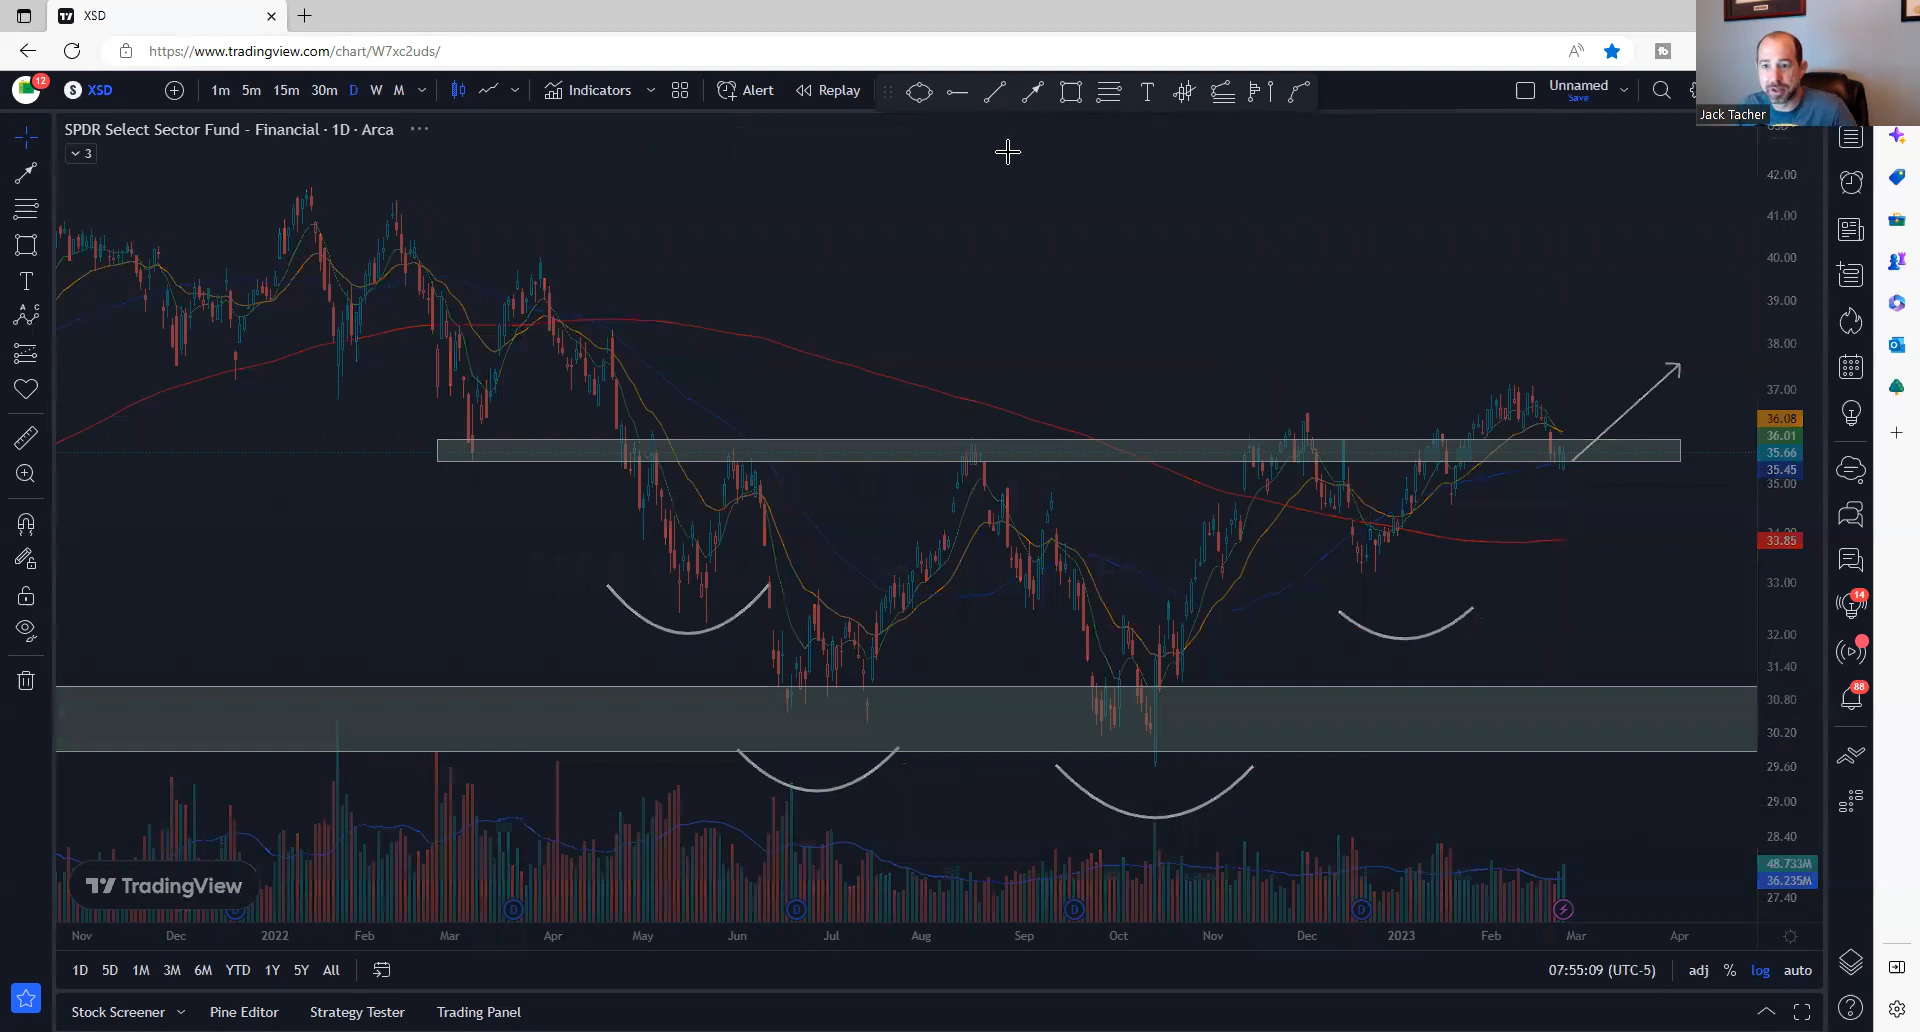 XSD
https://www.tradingview.com/chart/W7xc2uds/
12
S XSD
1m 5m 15m 30m D W M
Indicators
Alert
Replay
T
Unnamed
Save
Jack Tacher
SPDR Select Sector Fund - Financial · 1D · Arca
3
42.00
41.00
40.00
39.00
38.00
37.00
36.08
36.01
35.66
35.45
35.00
33.85
33.00
32.00
31.40
30.80
30.20
29.60
29.00
28.40
48.733M
36.235M
27.40
14
88
TradingView
D D D D D
Nov Dec 2022 Feb Mar Apr May Jun Jul Aug Sep Oct Nov Dec 2023 Feb Mar Apr
1D 5D 1M 3M 6M YTD 1Y 5Y All
07:55:09 (UTC-5) adj % log auto
Stock Screener Pine Editor Strategy Tester Trading Panel